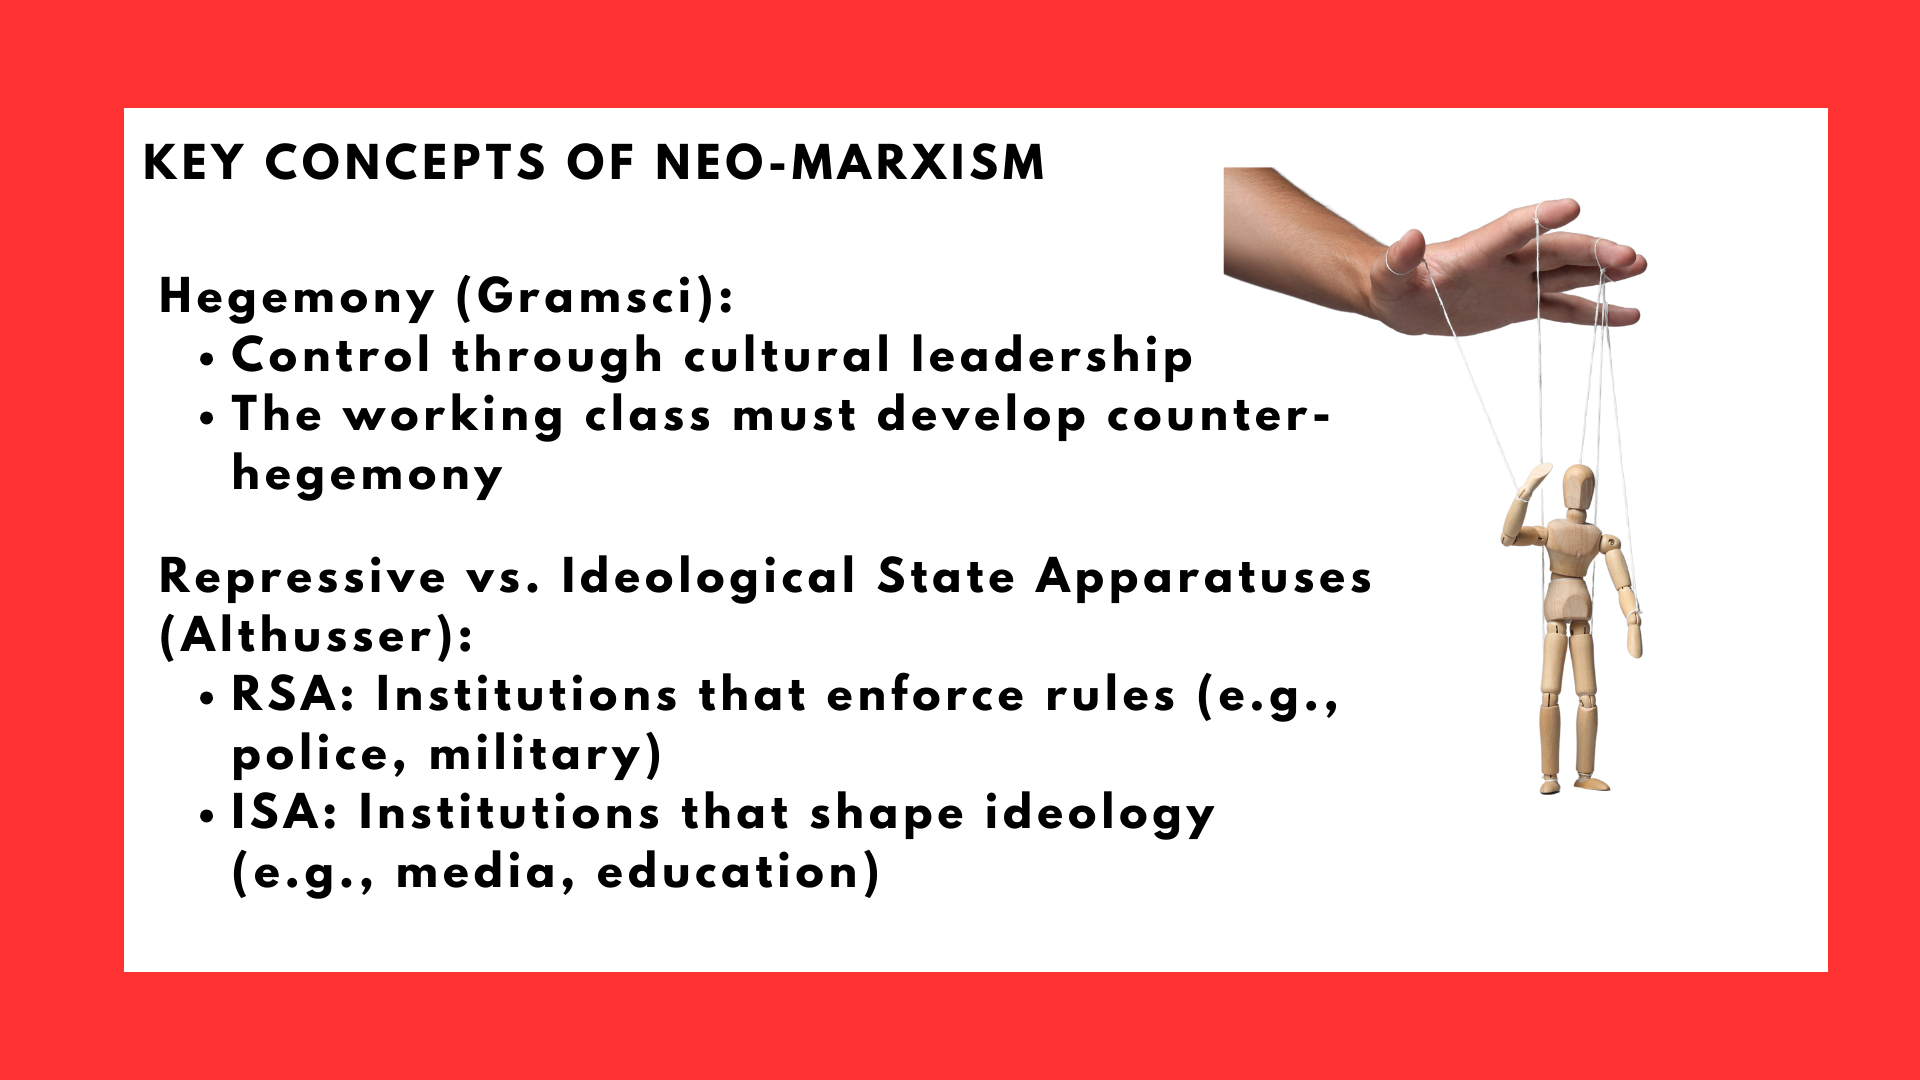 KEY CONCEPTS OF NEO-MARXISM
Hegemony (Gramsci):
• Control through cultural leadership
• The working class must develop counter-
hegemony
Repressive vs. Ideological State Apparatuses
(Althusser):
• RSA: Institutions that enforce rules (e.g.,
police, military)
• ISA: Institutions that shape ideology
(e.g., media, education)